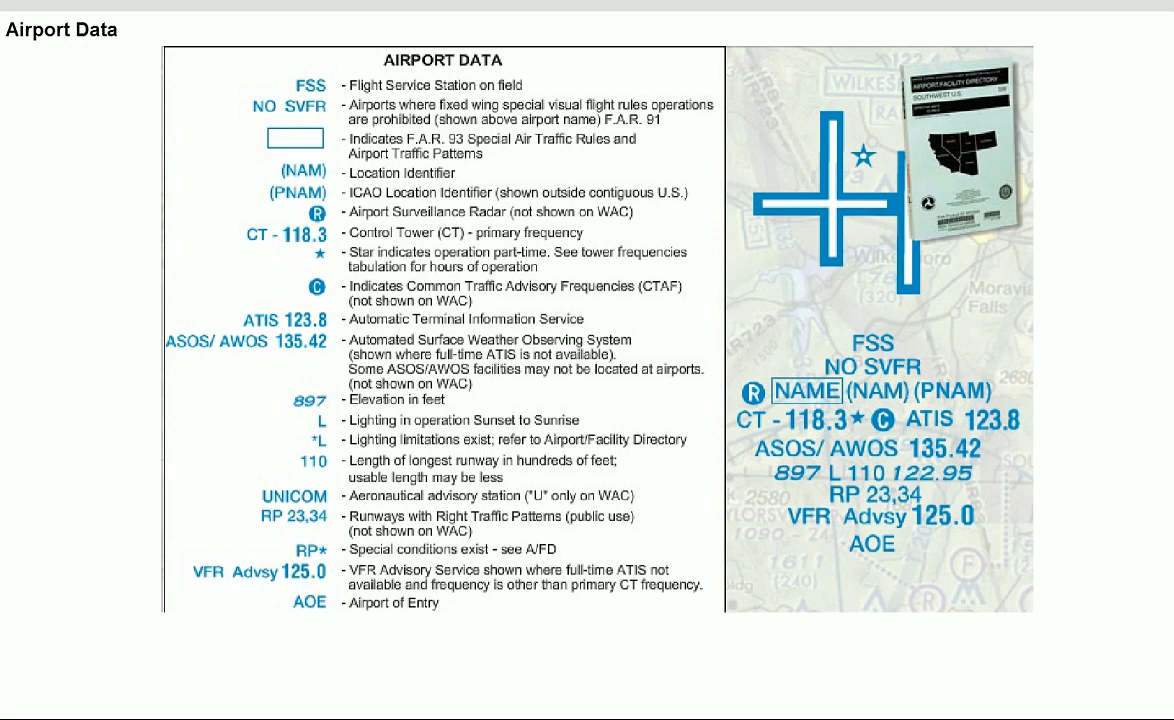 Airport Data
AIRPORT DATA
FSS - Flight Service Station on field
NO SVFR - Airports where fixed wing special visual flight rules operations
are prohibited (shown above airport name) F.A.R. 91
- Indicates F.A.R. 93 Special Air Traffic Rules and
Airport Traffic Patterns
(NAM) - Location Identifier
(PNAM) - ICAO Location Identifier (shown outside contiguous U.S.)
R - Airport Surveillance Radar (not shown on WAC)
CT - 118.3 - Control Tower (CT) - primary frequency
★ - Star indicates operation part-time. See tower frequencies
tabulation for hours of operation
C - Indicates Common Traffic Advisory Frequencies (CTAF)
(not shown on WAC)
ATIS 123.8 - Automatic Terminal Information Service
ASOS/ AWOS 135.42 - Automated Surface Weather Observing System
(shown where full-time ATIS is not available).
Some ASOS/AWOS facilities may not be located at airports.
(not shown on WAC)
897 - Elevation in feet
L - Lighting in operation Sunset to Sunrise
*L - Lighting limitations exist; refer to Airport/Facility Directory
110 - Length of longest runway in hundreds of feet;
usable length may be less
UNICOM - Aeronautical advisory station ("U" only on WAC)
RP 23,34 - Runways with Right Traffic Patterns (public use)
(not shown on WAC)
RP★ - Special conditions exist - see A/FD
VFR Advsy 125.0 - VFR Advisory Service shown where full-time ATIS not
available and frequency is other than primary CT frequency.
AOE - Airport of Entry
AIRPORT/FACILITY DIRECTORY
SOUTHWEST U.S.
WILKES
RA
Wilk oro
(320)
Moravia
Falls
FSS
NO SVFR
R NAME (NAM) (PNAM)
CT - 118.3★ C ATIS 123.8
ASOS/ AWOS 135.42
897 L 110 122.95
RP 23,34
VFR Advsy 125.0
AOE
2580
1090 - 24
1611
(240)
F
R